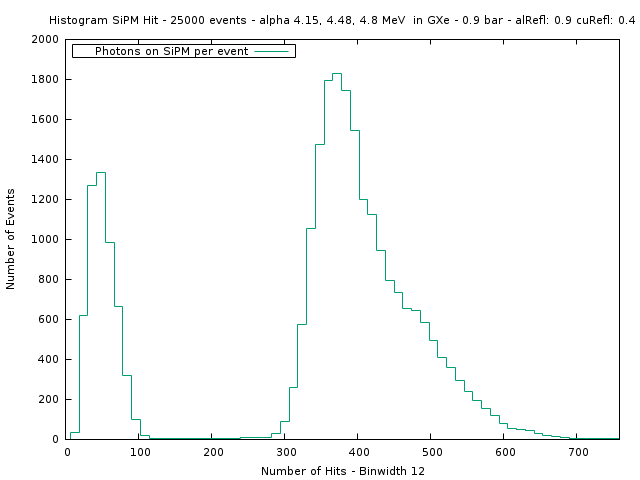 Histogram SiPM Hit - 25000 events - alpha 4.15, 4.48, 4.8 MeV  in GXe - 0.9 bar - alRefl: 0.9 cuRefl: 0.4
Photons on SiPM per event
2000
1800
1600
1400
1200
1000
800
600
400
200
0
Number of Events
0 100 200 300 400 500 600 700
Number of Hits - Binwidth 12